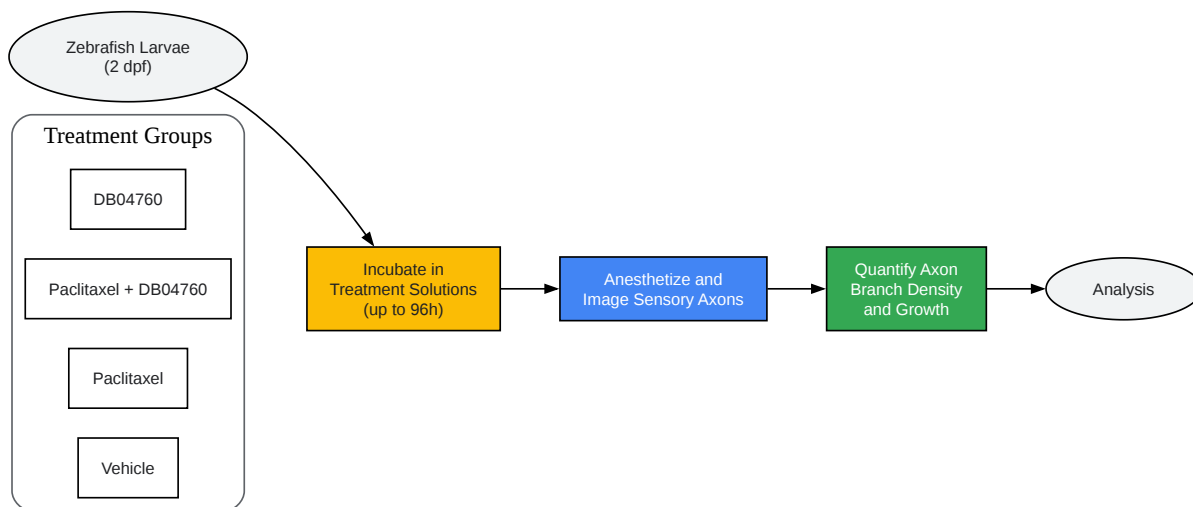 Zebrafish Larvae
(2 dpf)
Treatment Groups
DB04760
Paclitaxel + DB04760
Paclitaxel
Vehicle
Incubate in
Treatment Solutions
(up to 96h)
Anesthetize and
Image Sensory Axons
Quantify Axon
Branch Density
and Growth
Analysis